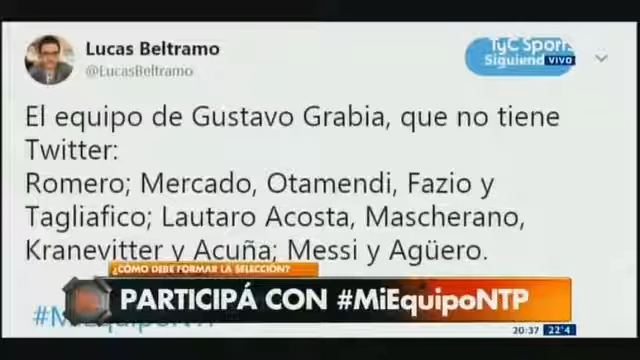 Lucas Beltramo
@LucasBeltramo
TyC Sports
Siguiend
VIVO
El equipo de Gustavo Grabia, que no tiene
Twitter:
Romero; Mercado, Otamendi, Fazio y
Tagliafico; Lautaro Acosta, Mascherano,
Kranevitter y Acuña; Messi y Agüero.
¿CÓMO DEBE FORMAR LA SELECCIÓN?
PARTICIPÁ CON #MiEquipoNTP
#MiEquipoNTP
20:37 22°4